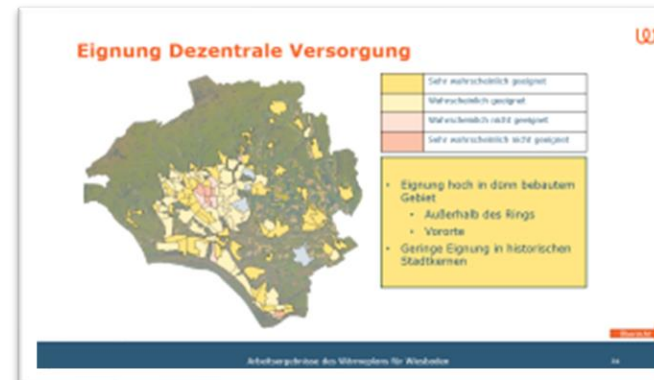 Eignung Dezentrale Versorgung
Sehr wahrscheinlich geeignet
Wahrscheinlich geeignet
Wahrscheinlich nicht geeignet
Sehr wahrscheinlich nicht geeignet
• Eignung hoch in dünn bebautem
Gebiet
• Außerhalb des Rings
• Vororte
• Geringe Eignung in historischen
Stadtkernen
Arbeitsergebnisse des Wärmeplans für Wiesbaden